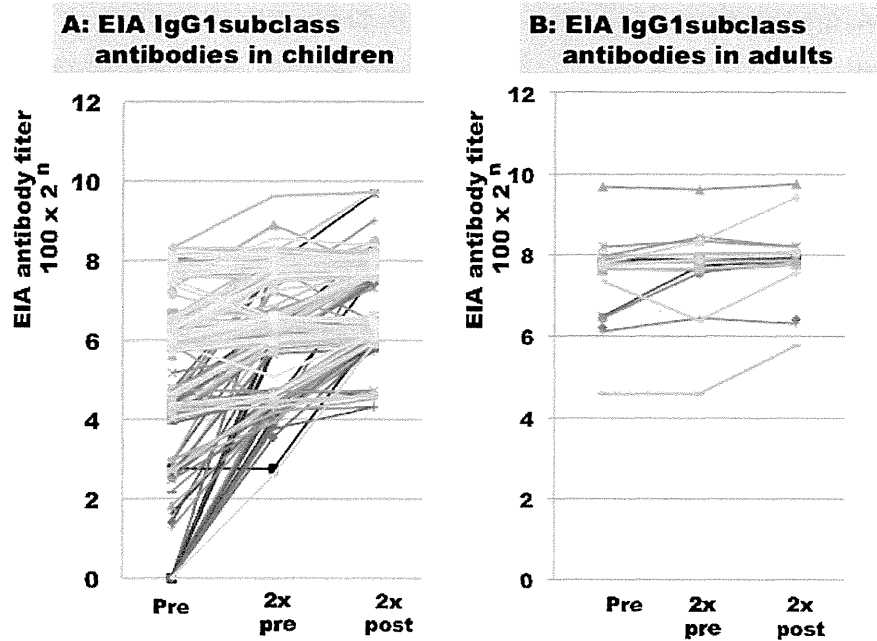 A: EIA IgG1subclass
antibodies in children
EIA antibody titer
100 x 2^n
12
10
8
6
4
2
0
Pre
2x
pre
2x
post
B: EIA IgG1subclass
antibodies in adults
EIA antibody titer
100 x 2^n
12
10
8
6
4
2
0
Pre
2x
pre
2x
post